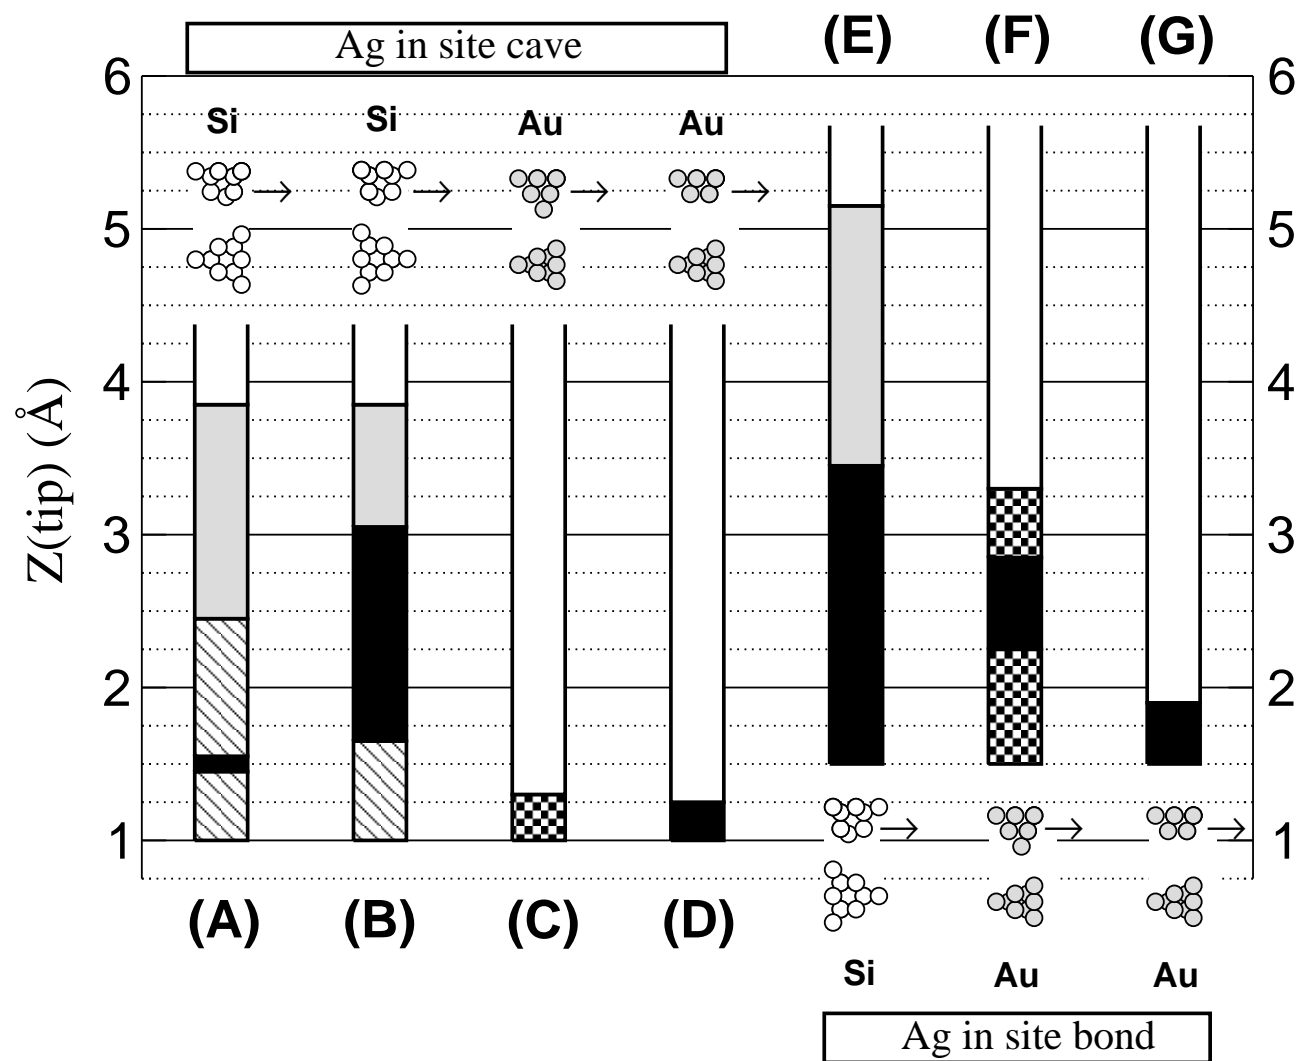 Ag in site cave
(E) (F) (G)
6 6
Si Si Au Au
5 5
4 4
Z(tip) (Å)
3 3
2 2
1 1
(A) (B) (C) (D)
Si Au Au
Ag in site bond